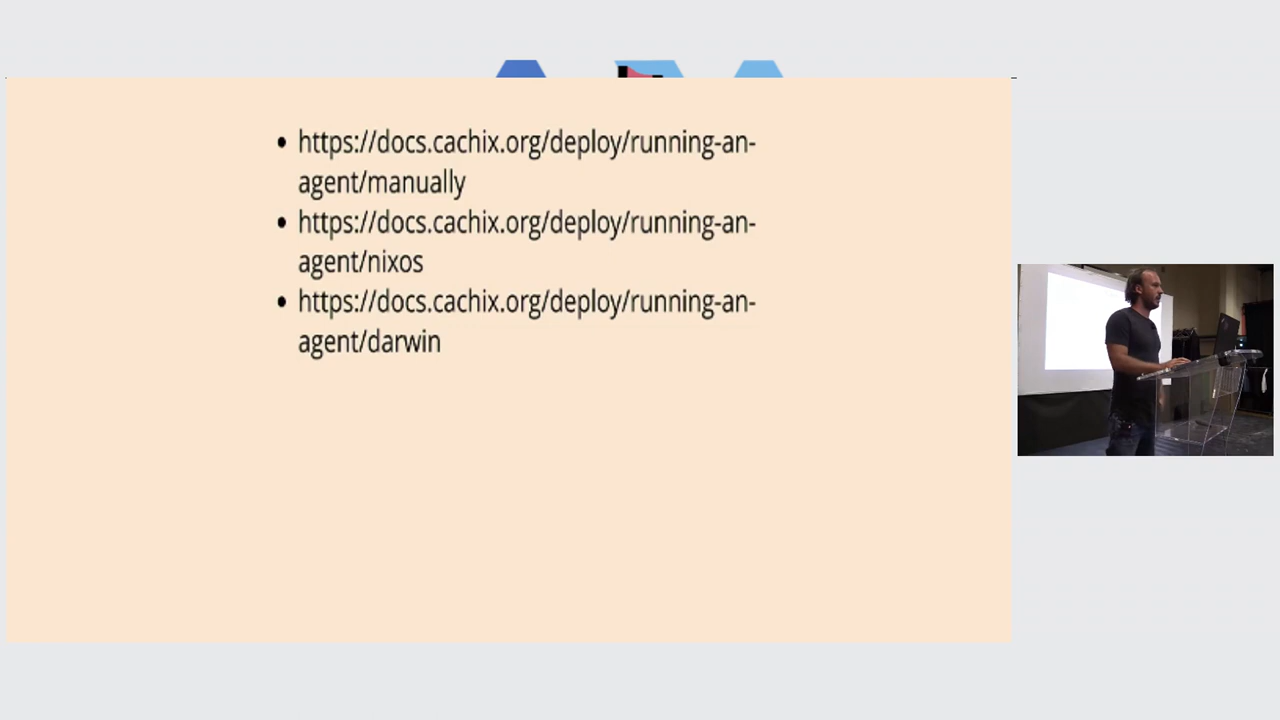 https://docs.cachix.org/deploy/running-an-
agent/manually
https://docs.cachix.org/deploy/running-an-
agent/nixos
https://docs.cachix.org/deploy/running-an-
agent/darwin